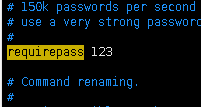 # 150k passwords per second
# use a very strong password
#
requirepass 123
# Command renaming.
#